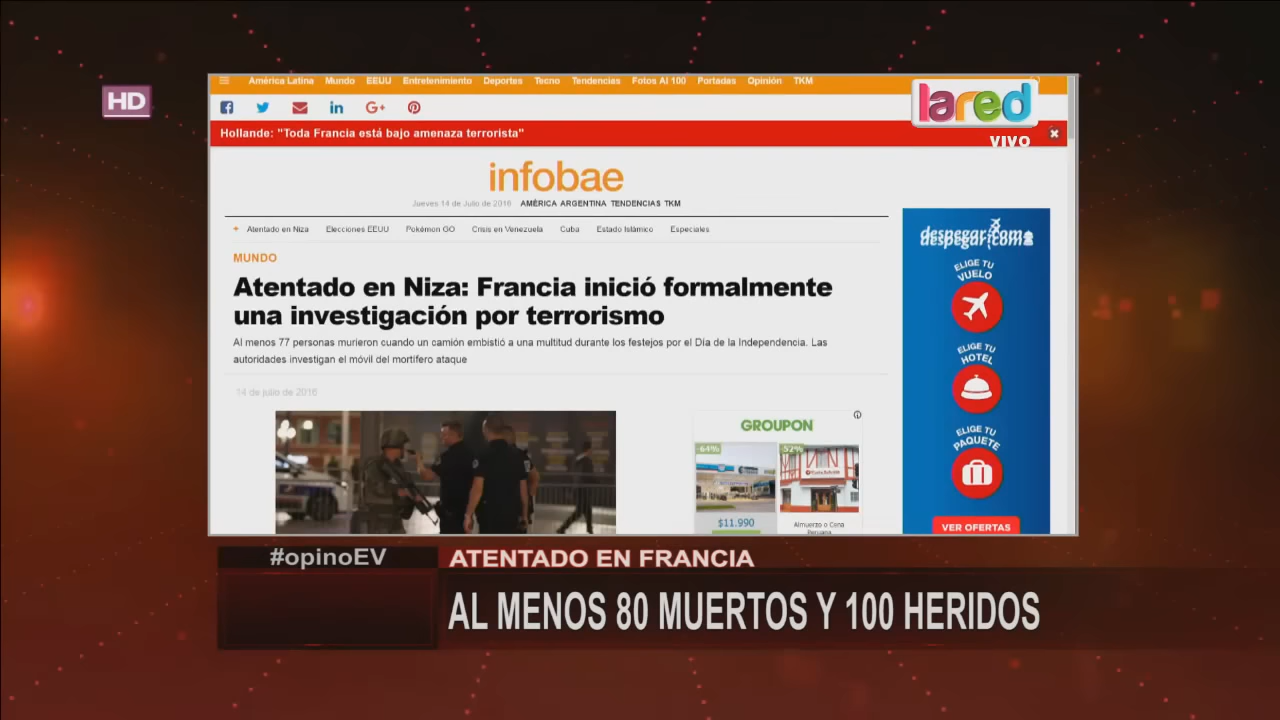 HD
América Latina Mundo EEUU Entretenimiento Deportes Tecno Tendencias Fotos Al 100 Portadas Opinión TKM
lared
VIVO
Hollande: "Toda Francia está bajo amenaza terrorista"
infobae
Jueves 14 de Julio de 2016 AMÉRICA ARGENTINA TENDENCIAS TKM
Atentado en Niza Elecciones EEUU Pokémon GO Crisis en Venezuela Cuba Estado Islámico Especiales
MUNDO
Atentado en Niza: Francia inició formalmente
una investigación por terrorismo
Al menos 77 personas murieron cuando un camión embistió a una multitud durante los festejos por el Día de la Independencia. Las
autoridades investigan el móvil del mortífero ataque
14 de julio de 2016
GROUPON
-64%
-52%
$11.990
Almuerzo o Cena
Peruana
despegar.com
ELIGE TU
VUELO
ELIGE TU
HOTEL
ELIGE TU
PAQUETE
VER OFERTAS
#opinoEV
ATENTADO EN FRANCIA
AL MENOS 80 MUERTOS Y 100 HERIDOS